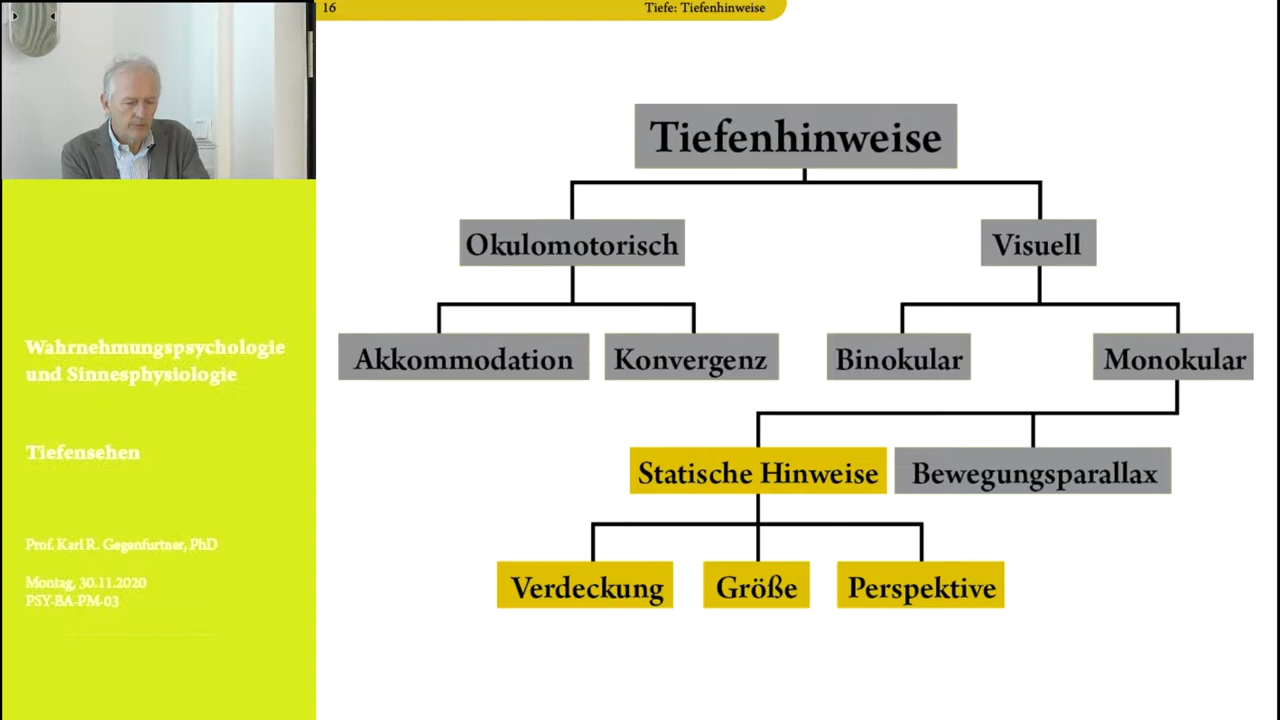 16
Tiefe: Tiefenhinweise
Tiefenhinweise
Okulomotorisch
Visuell
Akkommodation
Konvergenz
Binokular
Monokular
Statische Hinweise
Bewegungsparallax
Verdeckung
Größe
Perspektive
Wahrnehmungspsychologie
und Sinnesphysiologie
Tiefensehen
Prof. Karl R. Gegenfurtner, PhD
Montag, 30.11.2020
PSY-BA-PM-03